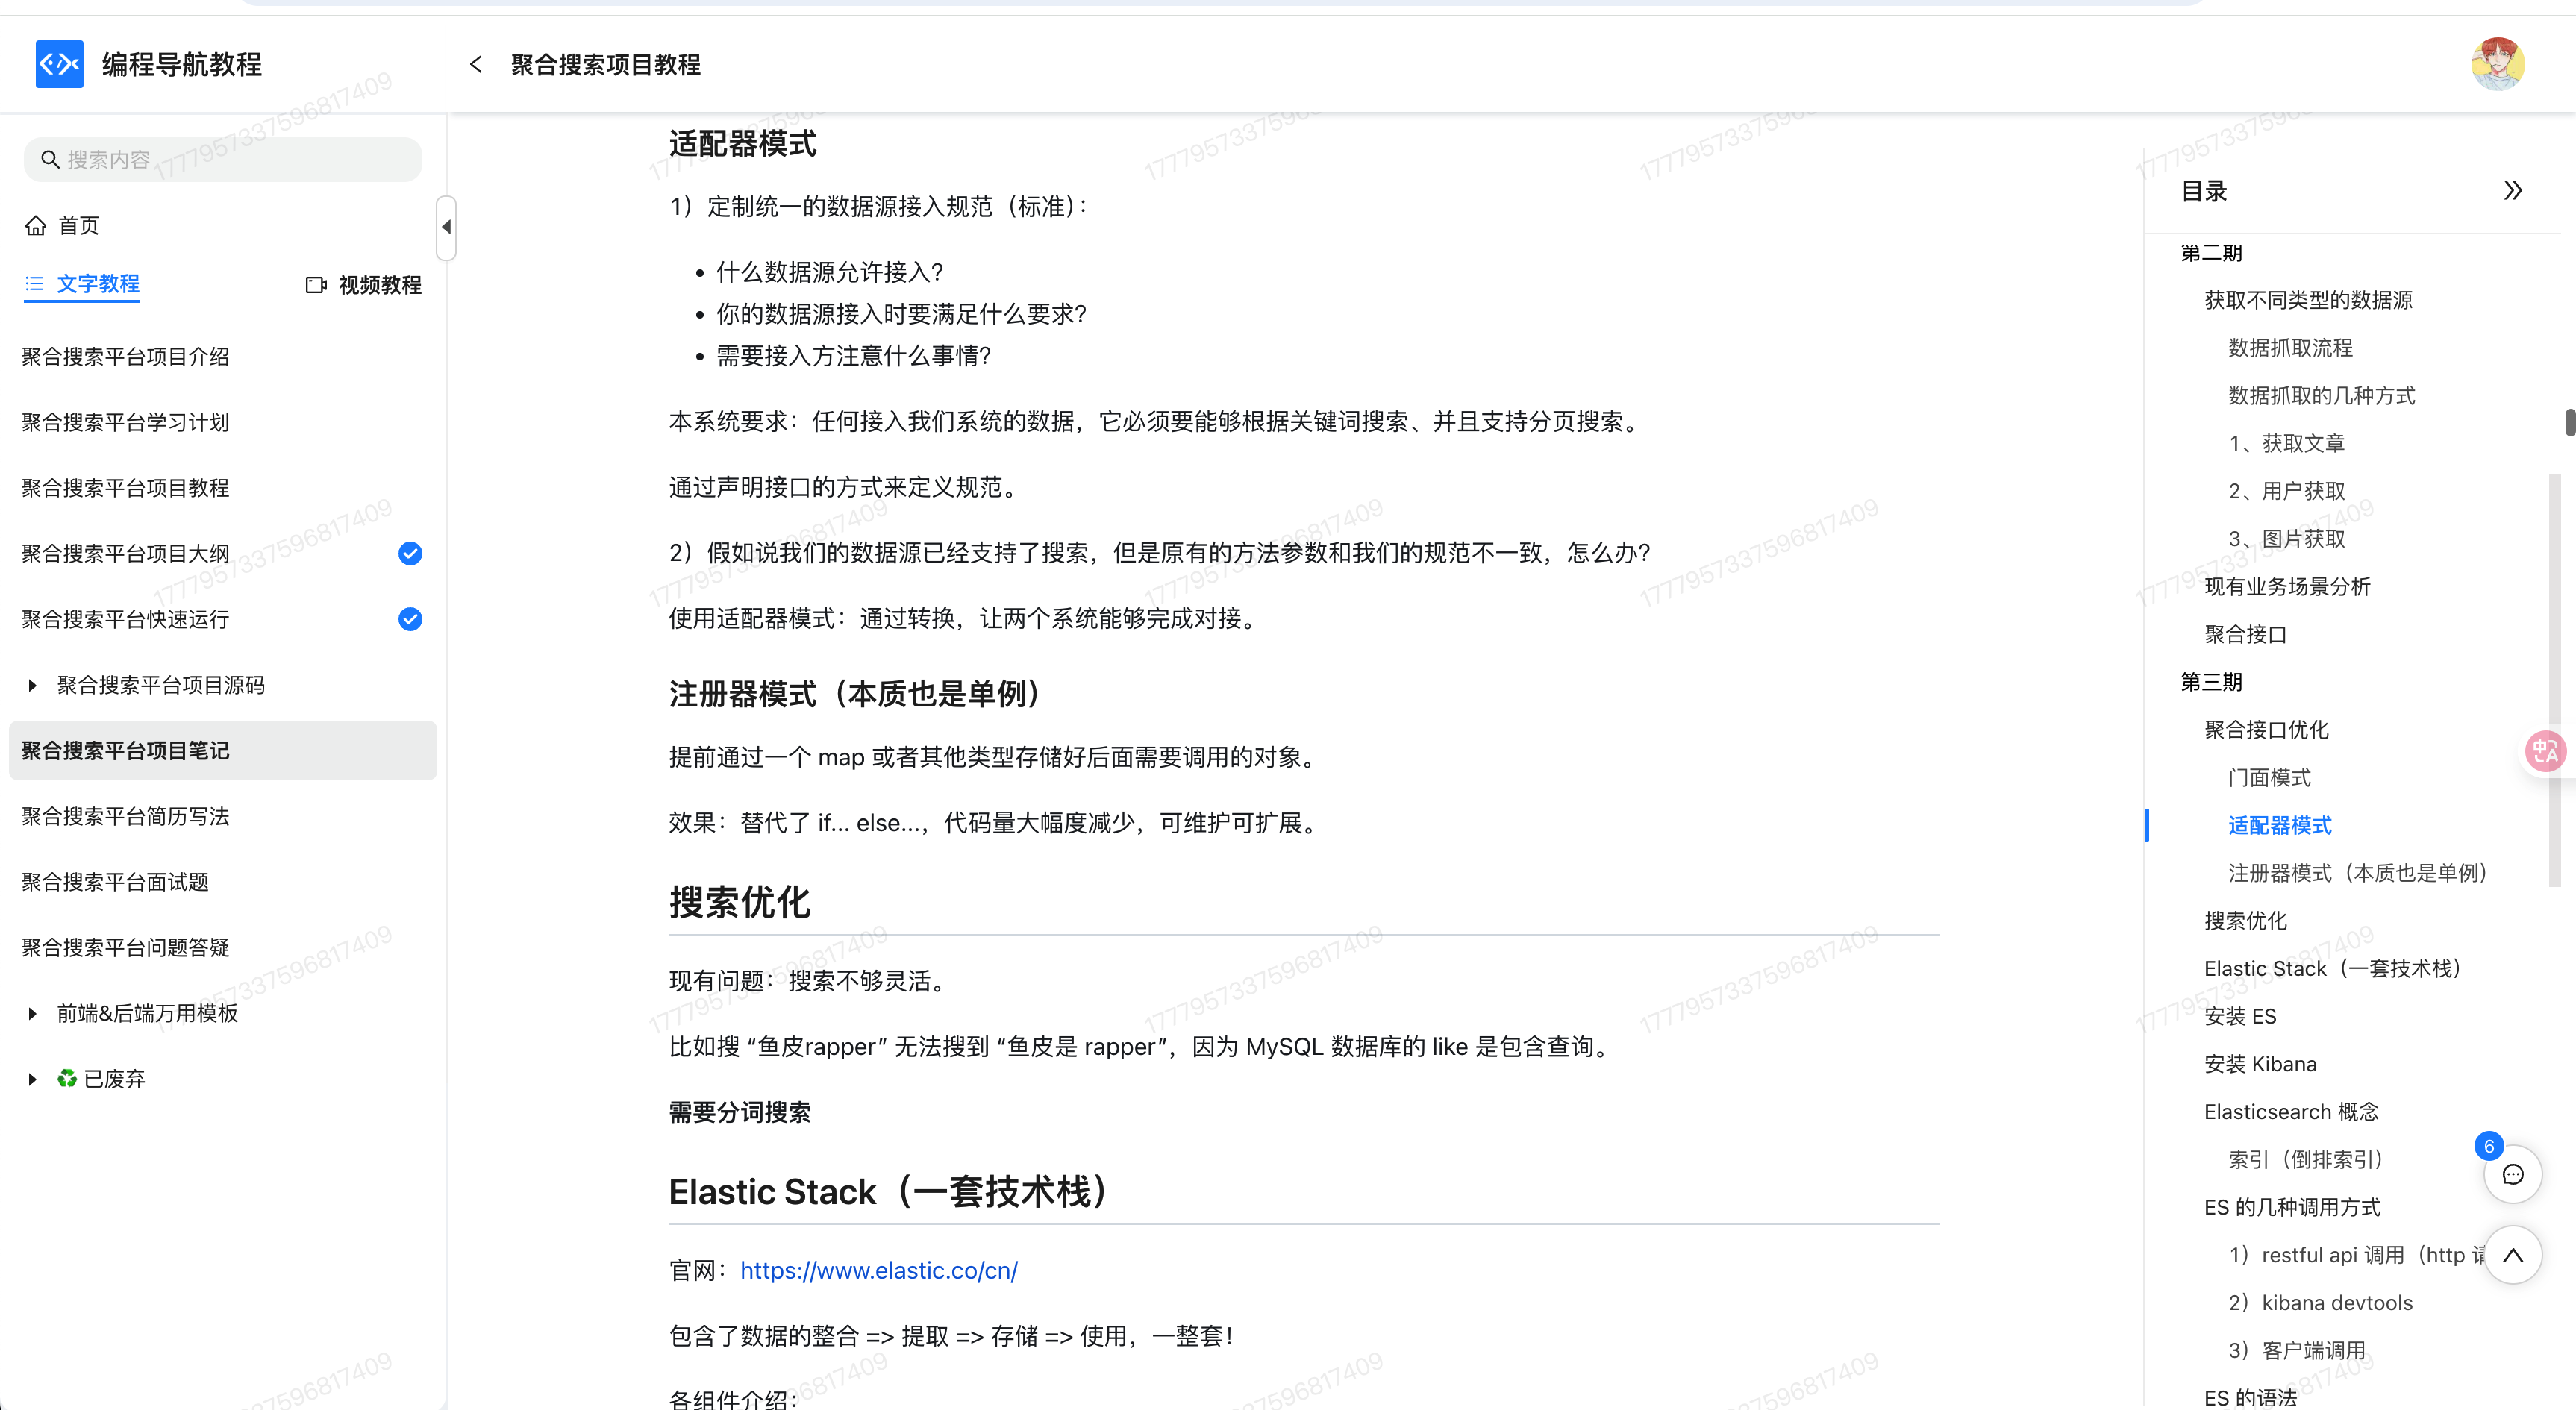 编程导航教程
聚合搜索项目教程
搜索内容
首页
文字教程
视频教程
聚合搜索平台项目介绍
聚合搜索平台学习计划
聚合搜索平台项目教程
聚合搜索平台项目大纲
聚合搜索平台快速运行
聚合搜索平台项目源码
聚合搜索平台项目笔记
聚合搜索平台简历写法
聚合搜索平台面试题
聚合搜索平台问题答疑
前端&后端万用模板
已废弃
适配器模式
1）定制统一的数据源接入规范（标准）：
• 什么数据源允许接入？
• 你的数据源接入时要满足什么要求？
• 需要接入方注意什么事情？
本系统要求：任何接入我们系统的数据，它必须要能够根据关键词搜索、并且支持分页搜索。
通过声明接口的方式来定义规范。
2）假如说我们的数据源已经支持了搜索，但是原有的方法参数和我们的规范不一致，怎么办？
使用适配器模式：通过转换，让两个系统能够完成对接。
注册器模式（本质也是单例）
提前通过一个 map 或者其他类型存储好后面需要调用的对象。
效果：替代了 if... else...，代码量大幅度减少，可维护可扩展。
搜索优化
现有问题：搜索不够灵活。
比如搜 “鱼皮rapper” 无法搜到 “鱼皮是 rapper”，因为 MySQL 数据库的 like 是包含查询。
需要分词搜索
Elastic Stack（一套技术栈）
官网：https://www.elastic.co/cn/
包含了数据的整合 => 提取 => 存储 => 使用，一整套！
各组件介绍：
目录
第二期
获取不同类型的数据源
数据抓取流程
数据抓取的几种方式
1、获取文章
2、用户获取
3、图片获取
现有业务场景分析
聚合接口
第三期
聚合接口优化
门面模式
适配器模式
注册器模式（本质也是单例）
搜索优化
Elastic Stack（一套技术栈）
安装 ES
安装 Kibana
Elasticsearch 概念
索引（倒排索引）
ES 的几种调用方式
1）restful api 调用（http 请
2）kibana devtools
3）客户端调用
ES 的语法
6
中A
1777957337596817409